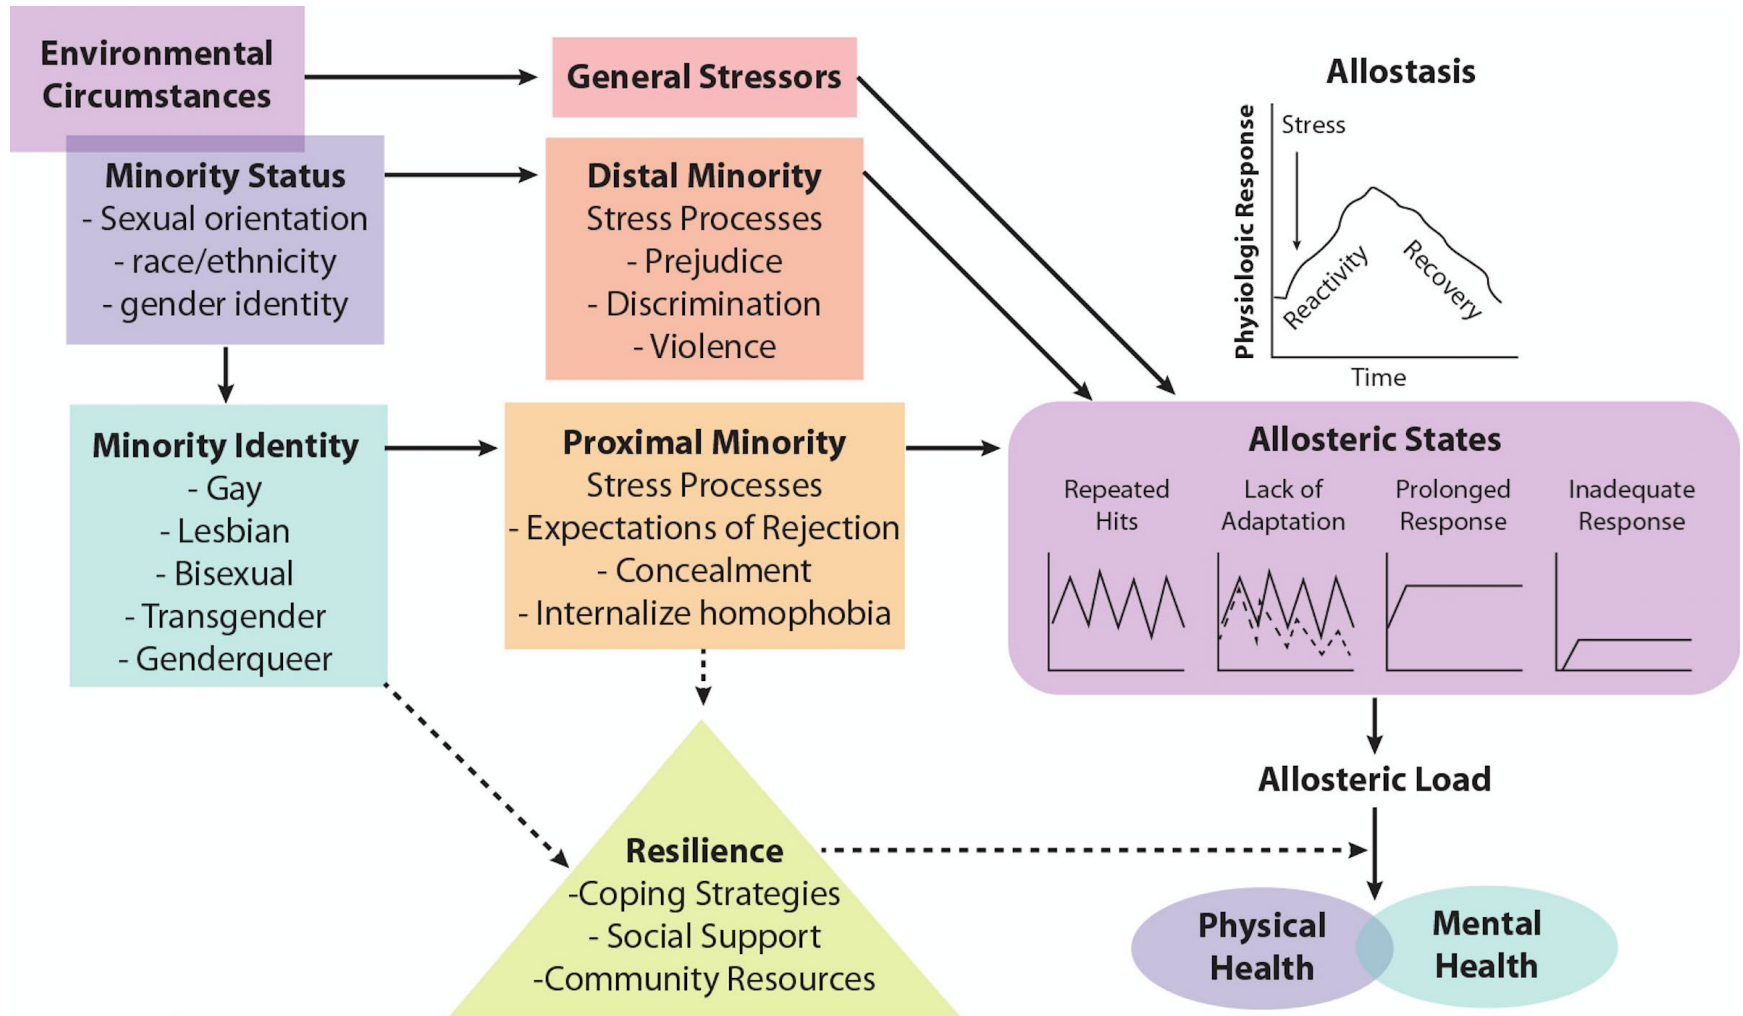 Environmental
Circumstances
General Stressors
Minority Status
- Sexual orientation
- race/ethnicity
- gender identity
Distal Minority
Stress Processes
- Prejudice
- Discrimination
- Violence
Allostasis
Physiologic Response
Stress
Reactivity
Recovery
Time
Minority Identity
- Gay
- Lesbian
- Bisexual
- Transgender
- Genderqueer
Proximal Minority
Stress Processes
- Expectations of Rejection
- Concealment
- Internalize homophobia
Allosteric States
Repeated
Hits
Lack of
Adaptation
Prolonged
Response
Inadequate
Response
Allosteric Load
Resilience
-Coping Strategies
- Social Support
-Community Resources
Physical
Health
Mental
Health